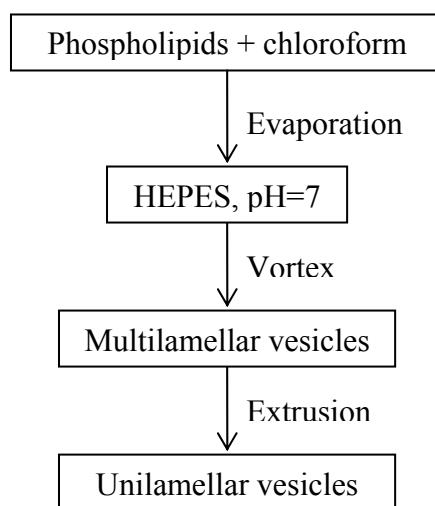 Phospholipids + chloroform
Evaporation
HEPES, pH=7
Vortex
Multilamellar vesicles
Extrusion
Unilamellar vesicles